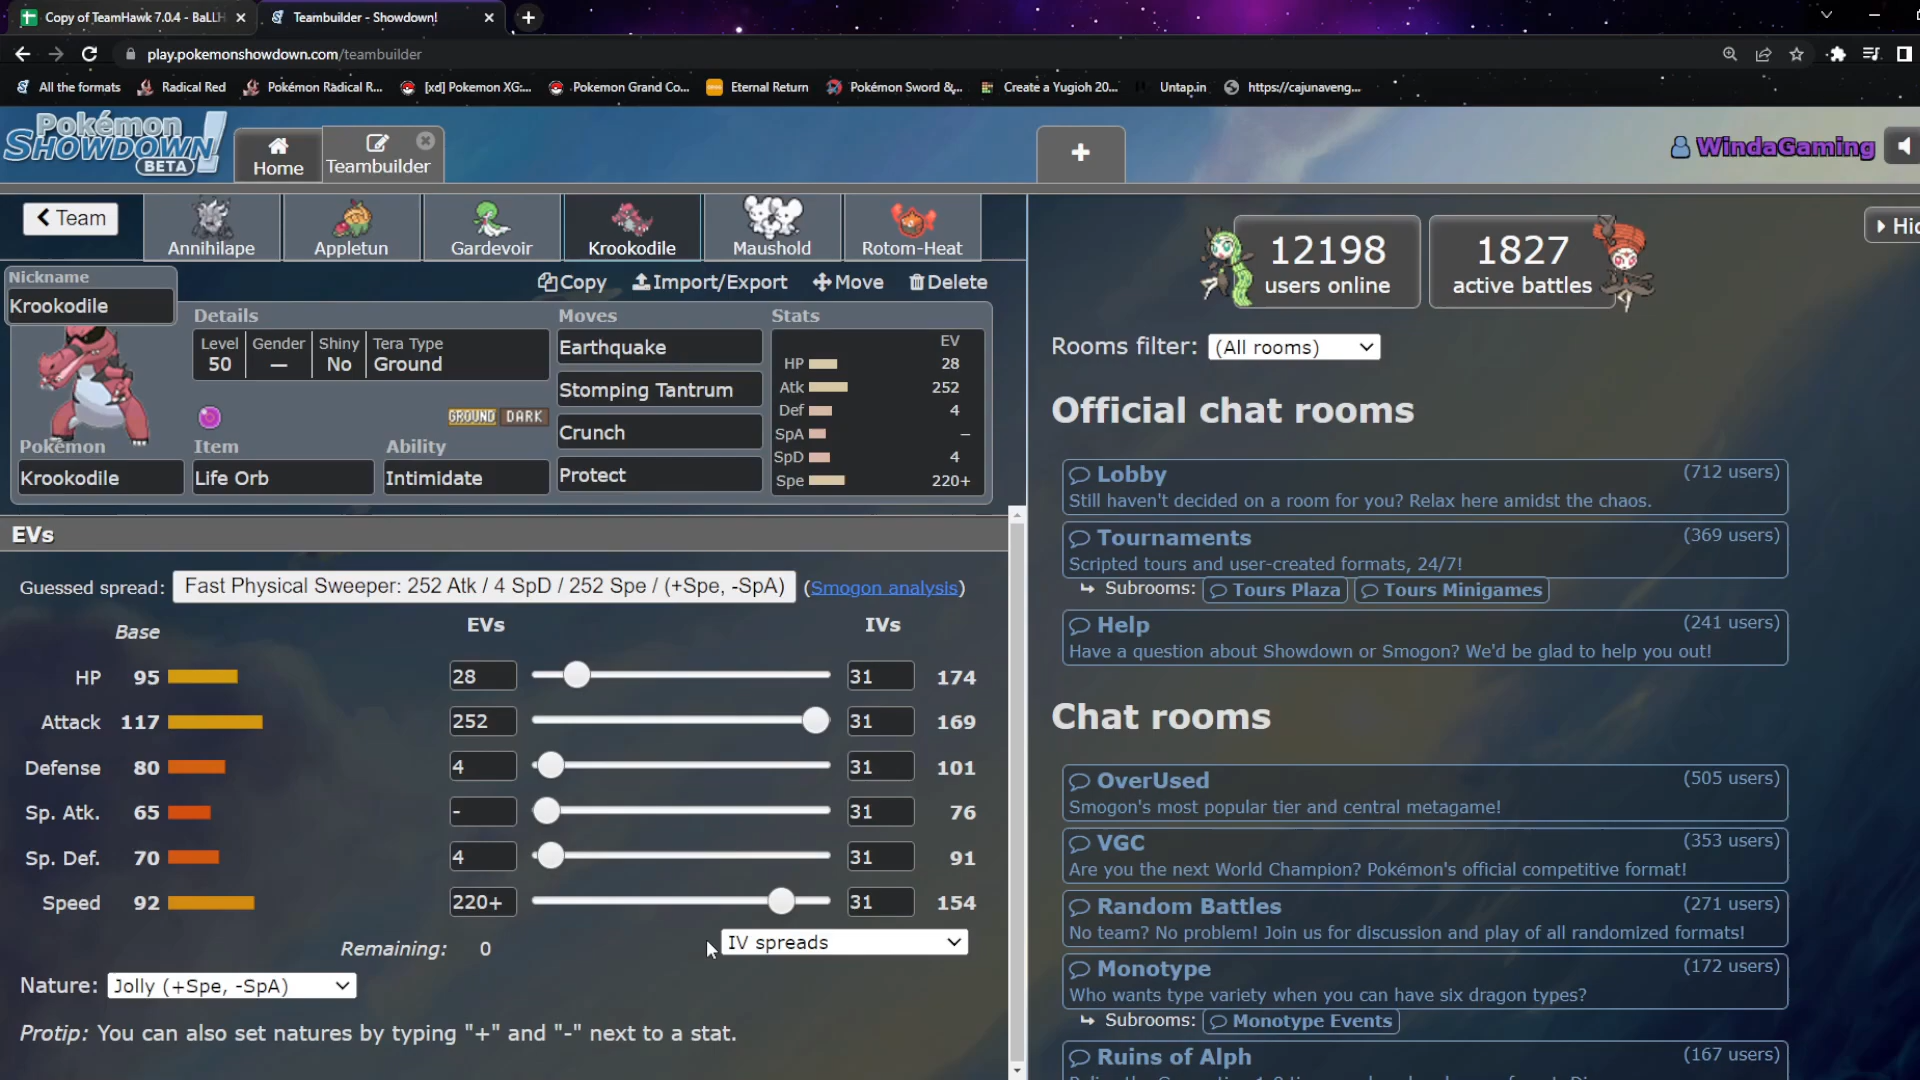 Copy of TeamHawk 7.0.4 - BaLLH
Teambuilder - Showdown!
play.pokemonshowdown.com/teambuilder
All the formats
Radical Red
Pokémon Radical R...
[xd] Pokemon XG:...
Pokemon Grand Co...
Eternal Return
Pokémon Sword &,...
Create a Yugioh 20...
Untap.in
https://cajunaveng...
Pokémon
SHOWDOWN!
BETA
Home
Teambuilder
WindaGaming
Team
Annihilape
Appletun
Gardevoir
Krookodile
Maushold
Rotom-Heat
12198
users online
1827
active battles
Hid
Nickname
Krookodile
Copy
Import/Export
Move
Delete
Details
Level
50
Gender
—
Shiny
No
Tera Type
Ground
GROUND
DARK
Pokémon
Krookodile
Item
Life Orb
Ability
Intimidate
Moves
Earthquake
Stomping Tantrum
Crunch
Protect
Stats
EV
HP 28
Atk 252
Def 4
SpA –
SpD 4
Spe 220+
Rooms filter: (All rooms)
EVs
Guessed spread: Fast Physical Sweeper: 252 Atk / 4 SpD / 252 Spe / (+Spe, -SpA) (Smogon analysis)
Base EVs IVs
HP 95 28 31 174
Attack 117 252 31 169
Defense 80 4 31 101
Sp. Atk. 65 - 31 76
Sp. Def. 70 4 31 91
Speed 92 220+ 31 154
Remaining: 0
IV spreads
Nature: Jolly (+Spe, -SpA)
Protip: You can also set natures by typing "+" and "-" next to a stat.
Official chat rooms
Lobby (712 users)
Still haven't decided on a room for you? Relax here amidst the chaos.
Tournaments (369 users)
Scripted tours and user-created formats, 24/7!
↳ Subrooms: Tours Plaza Tours Minigames
Help (241 users)
Have a question about Showdown or Smogon? We'd be glad to help you out!
Chat rooms
OverUsed (505 users)
Smogon's most popular tier and central metagame!
VGC (353 users)
Are you the next World Champion? Pokémon's official competitive format!
Random Battles (271 users)
No team? No problem! Join us for discussion and play of all randomized formats!
Monotype (172 users)
Who wants type variety when you can have six dragon types?
↳ Subrooms: Monotype Events
Ruins of Alph (167 users)